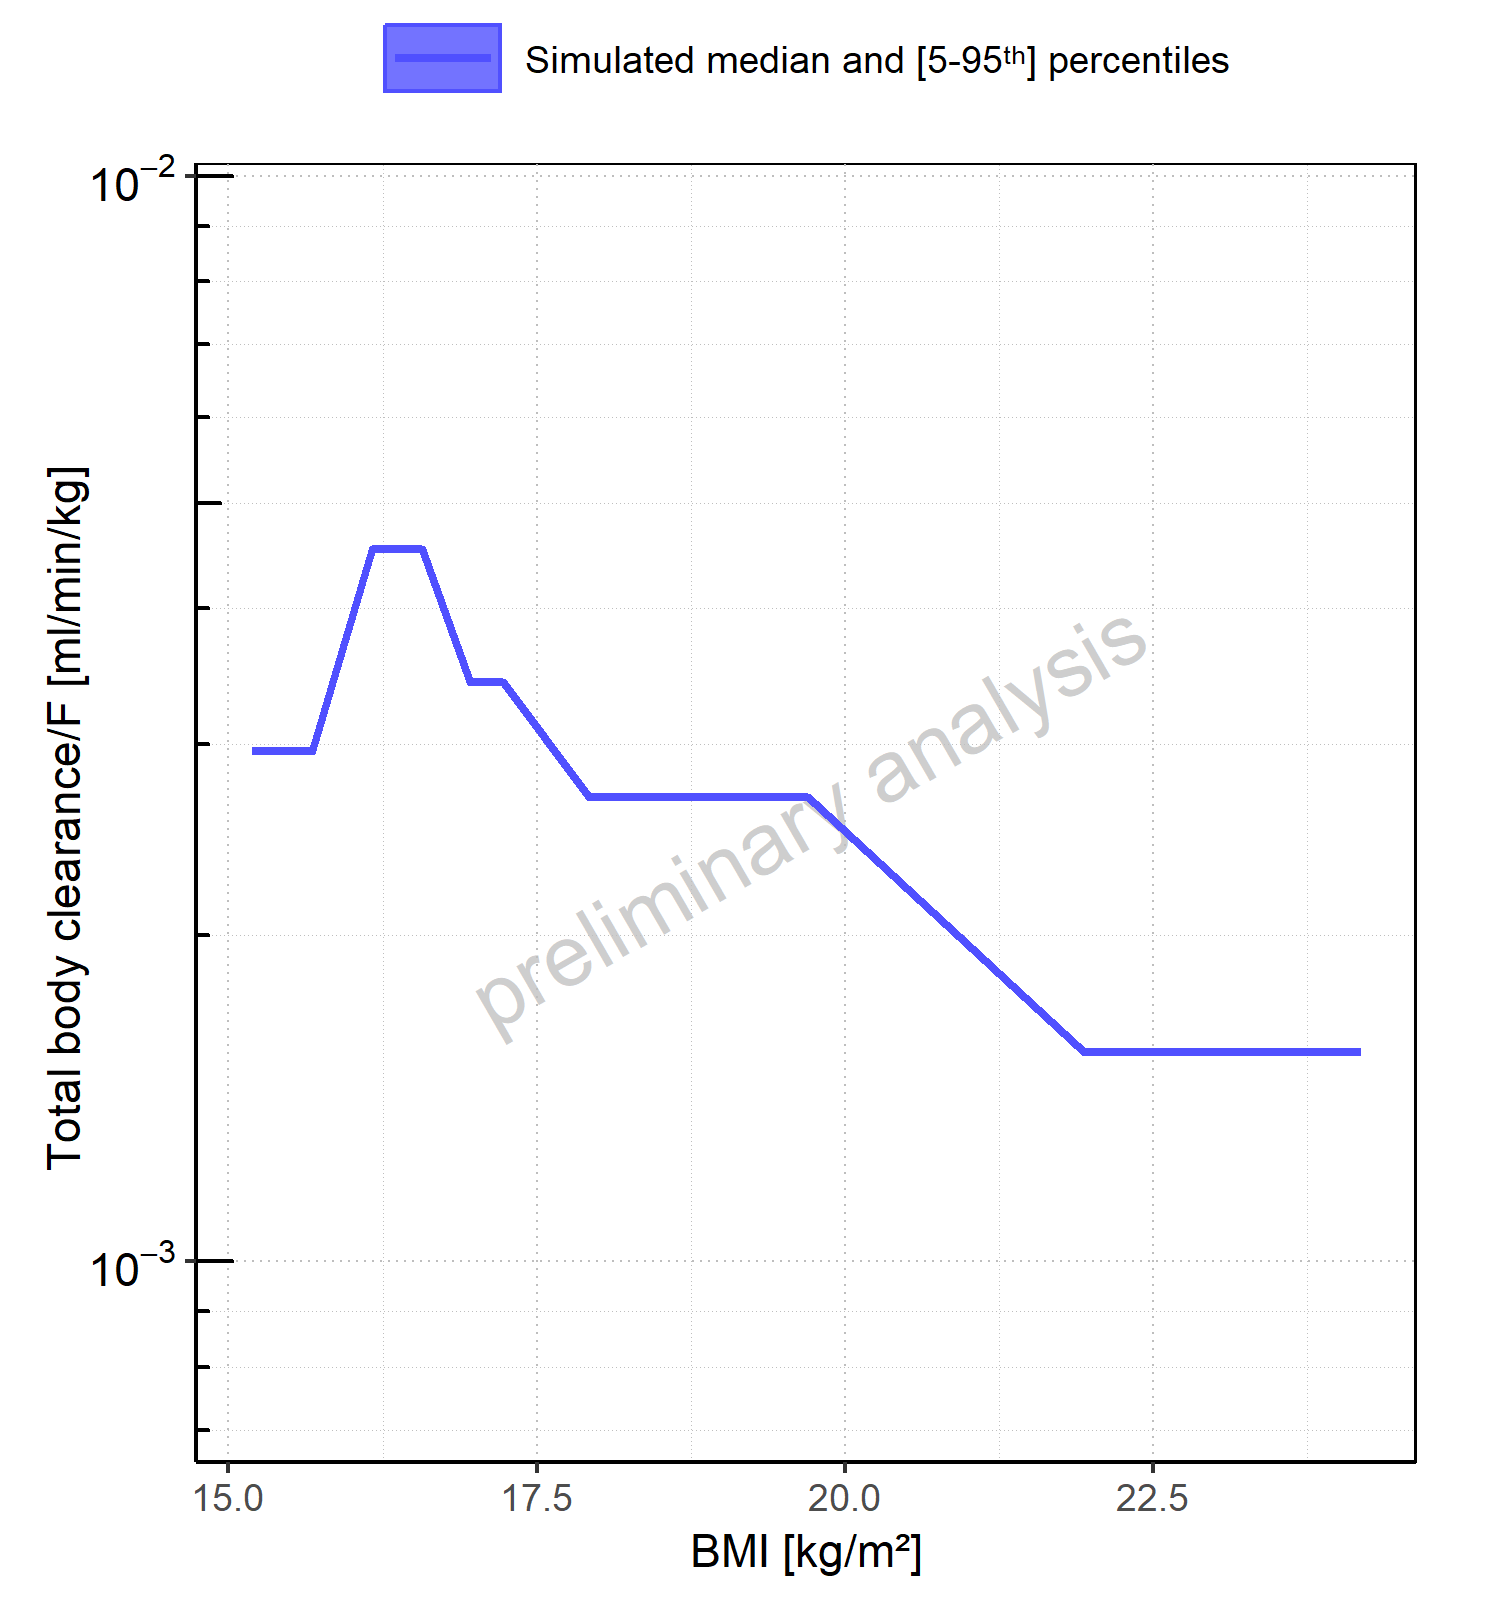 Simulated median and [5-95ᵗʰ] percentiles
10⁻²
Total body clearance/F [ml/min/kg]
preliminary analysis
10⁻³
15.0 17.5 20.0 22.5
BMI [kg/m²]